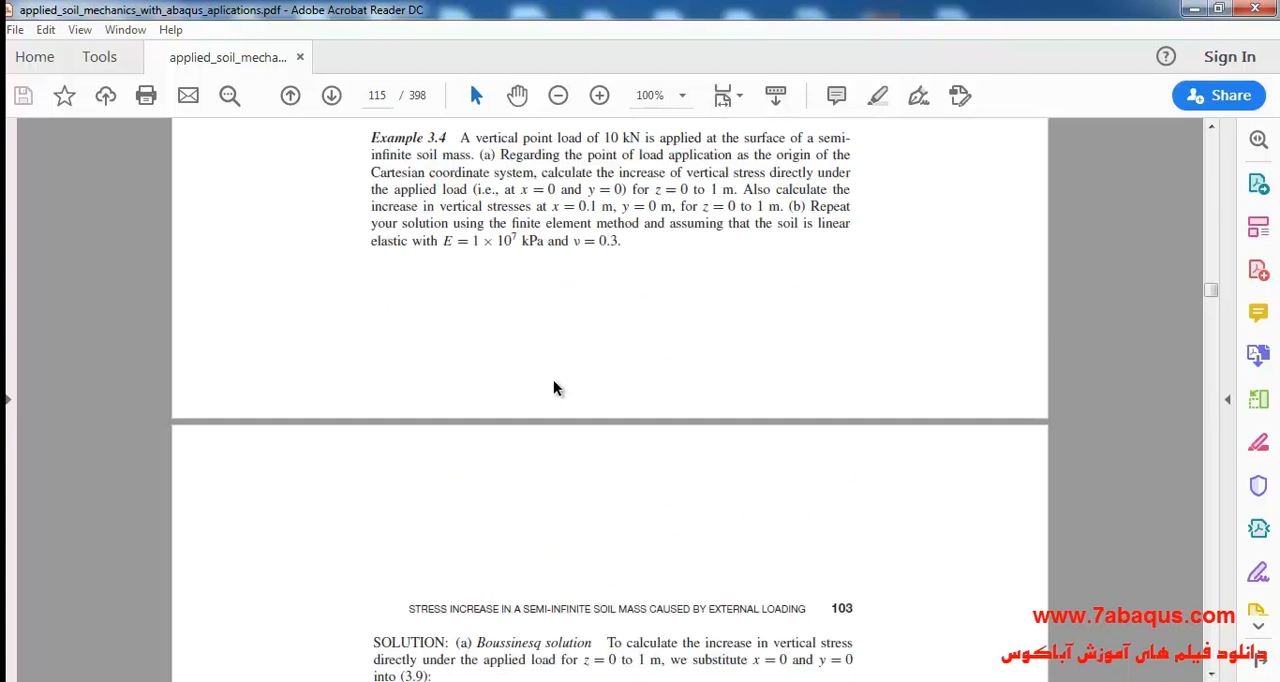 applied_soil_mechanics_with_abaqus_aplications.pdf - Adobe Acrobat Reader DC
File Edit View Window Help
Home Tools applied_soil_mecha... × Sign In
115 / 398 100% Share
Example 3.4 A vertical point load of 10 kN is applied at the surface of a semi-
infinite soil mass. (a) Regarding the point of load application as the origin of the
Cartesian coordinate system, calculate the increase of vertical stress directly under
the applied load (i.e., at x = 0 and y = 0) for z = 0 to 1 m. Also calculate the
increase in vertical stresses at x = 0.1 m, y = 0 m, for z = 0 to 1 m. (b) Repeat
your solution using the finite element method and assuming that the soil is linear
elastic with E = 1 × 10⁷ kPa and ν = 0.3.
STRESS INCREASE IN A SEMI-INFINITE SOIL MASS CAUSED BY EXTERNAL LOADING 103
SOLUTION: (a) Boussinesq solution To calculate the increase in vertical stress
directly under the applied load for z = 0 to 1 m, we substitute x = 0 and y = 0
into (3.9):
www.7abaqus.com
دانلود فیلم های آموزش آباکوس